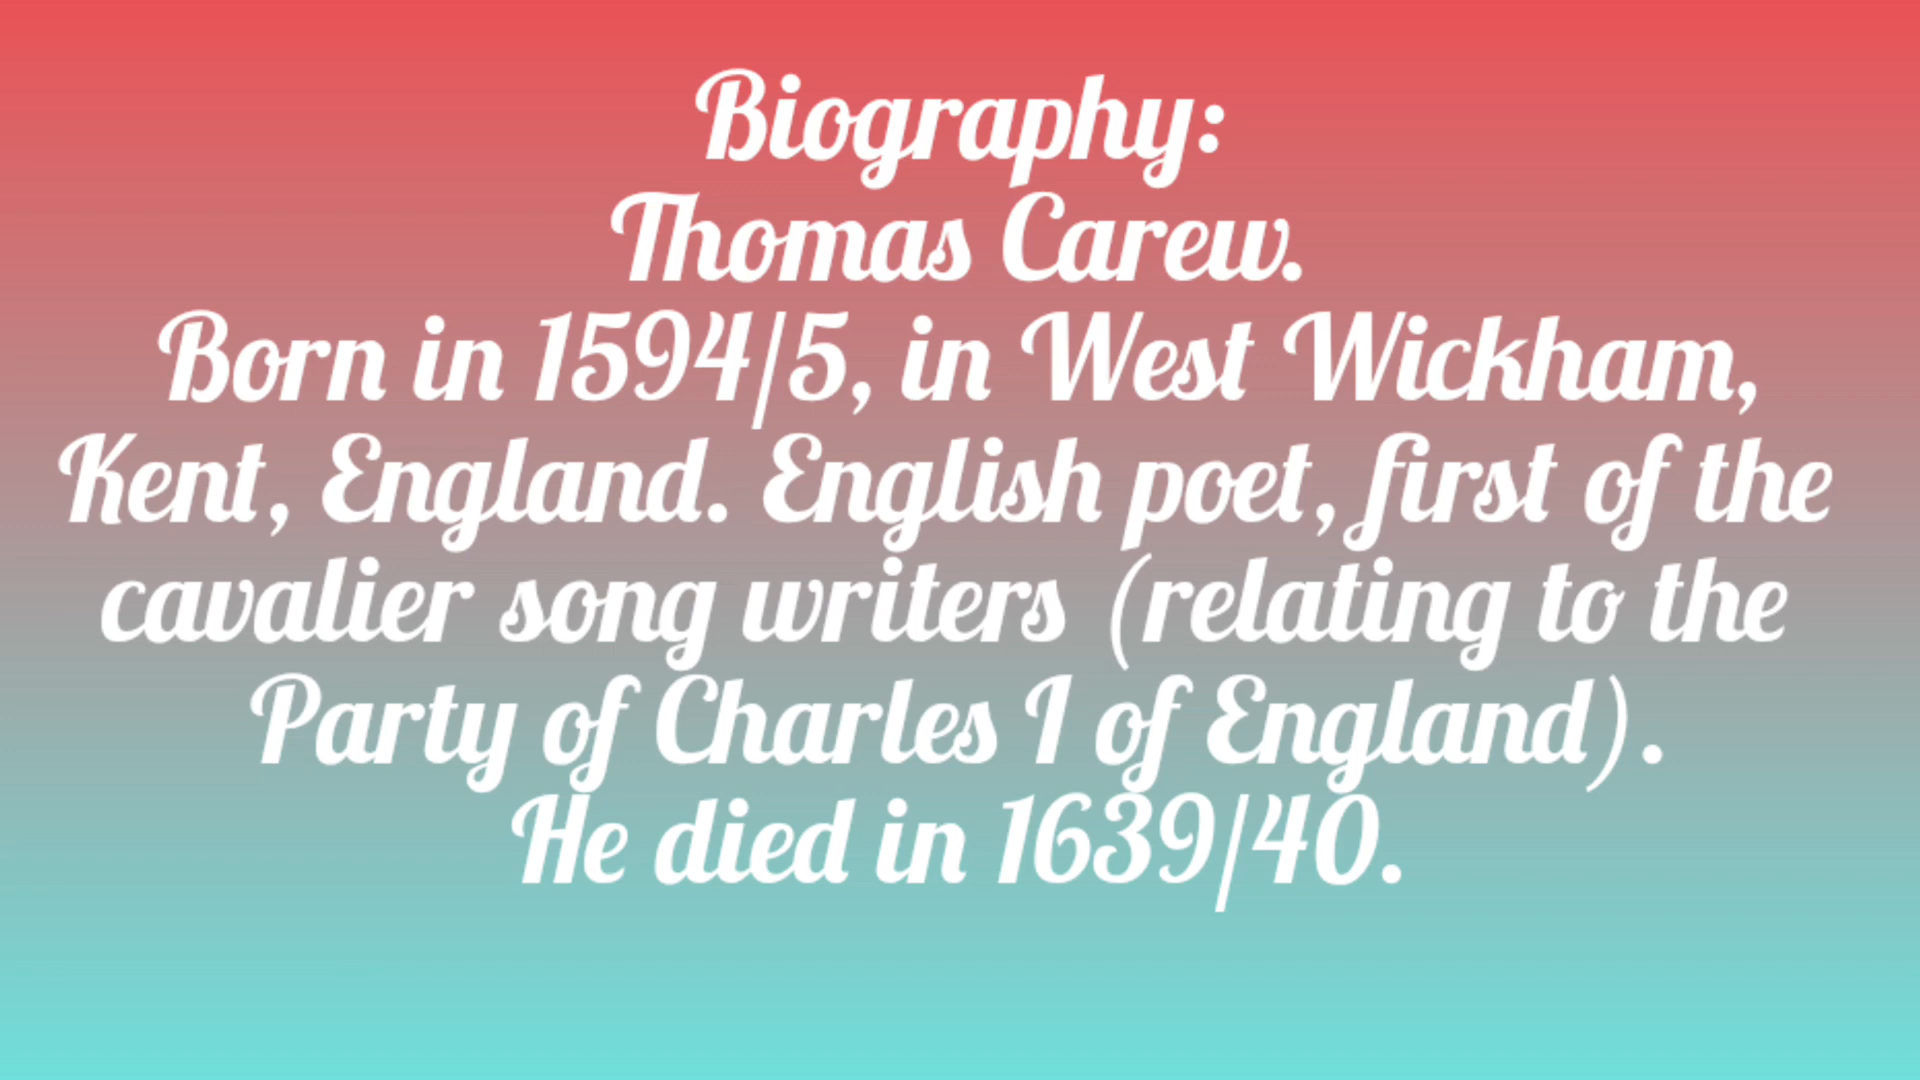 Biography:
Thomas Carew.
Born in 1594/5, in West Wickham,
Kent, England. English poet, first of the
cavalier song writers (relating to the
Party of Charles I of England).
He died in 1639/40.